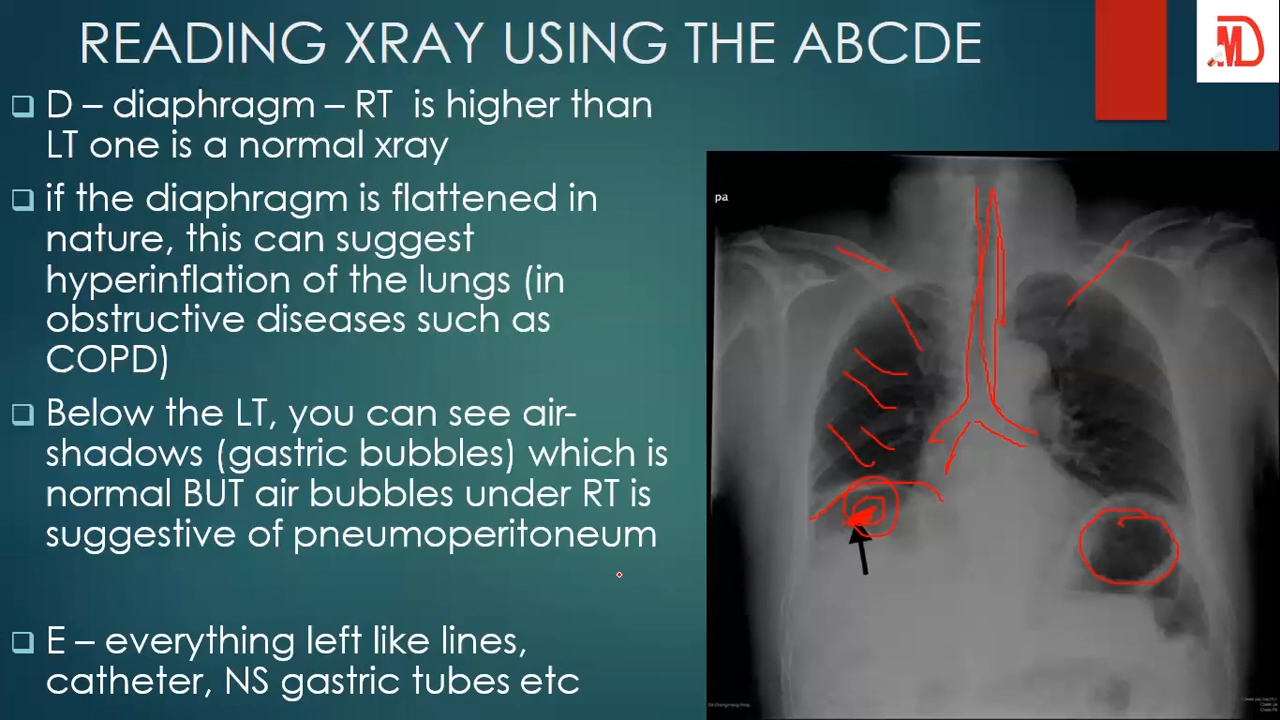 READING XRAY USING THE ABCDE
D – diaphragm – RT is higher than
LT one is a normal xray
if the diaphragm is flattened in
nature, this can suggest
hyperinflation of the lungs (in
obstructive diseases such as
COPD)
Below the LT, you can see air-
shadows (gastric bubbles) which is
normal BUT air bubbles under RT is
suggestive of pneumoperitoneum
E – everything left like lines,
catheter, NS gastric tubes etc
MD
pa